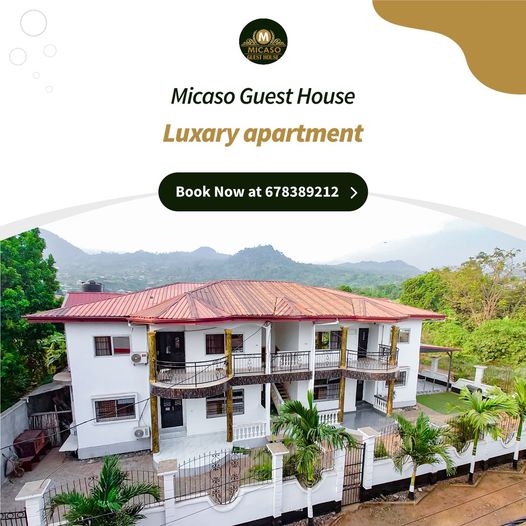 M
MICASO
GUEST HOUSE
Micaso Guest House
Luxary apartment
Book Now at 678389212